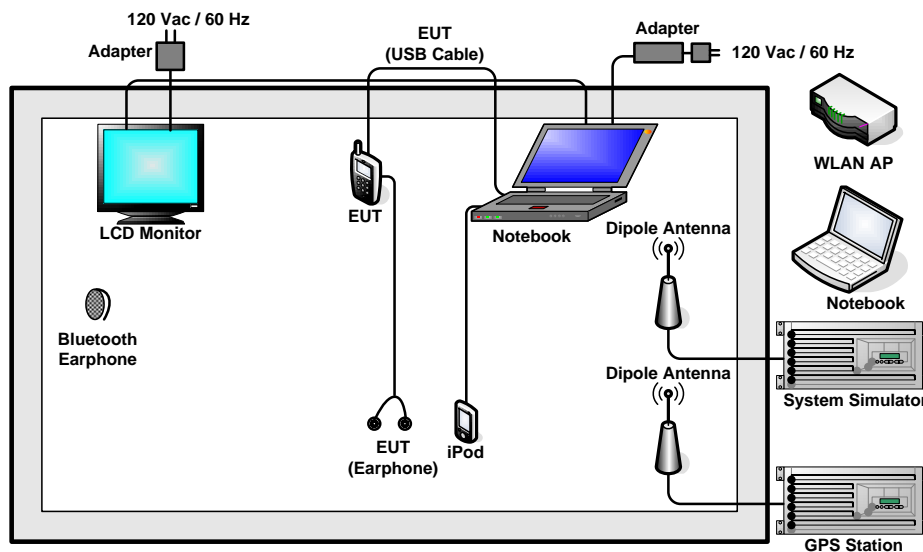 120 Vac / 60 Hz
Adapter
EUT
(USB Cable)
Adapter
120 Vac / 60 Hz
WLAN AP
LCD Monitor
EUT
Notebook
Dipole Antenna
Notebook
Bluetooth
Earphone
System Simulator
Dipole Antenna
EUT
(Earphone)
iPod
GPS Station